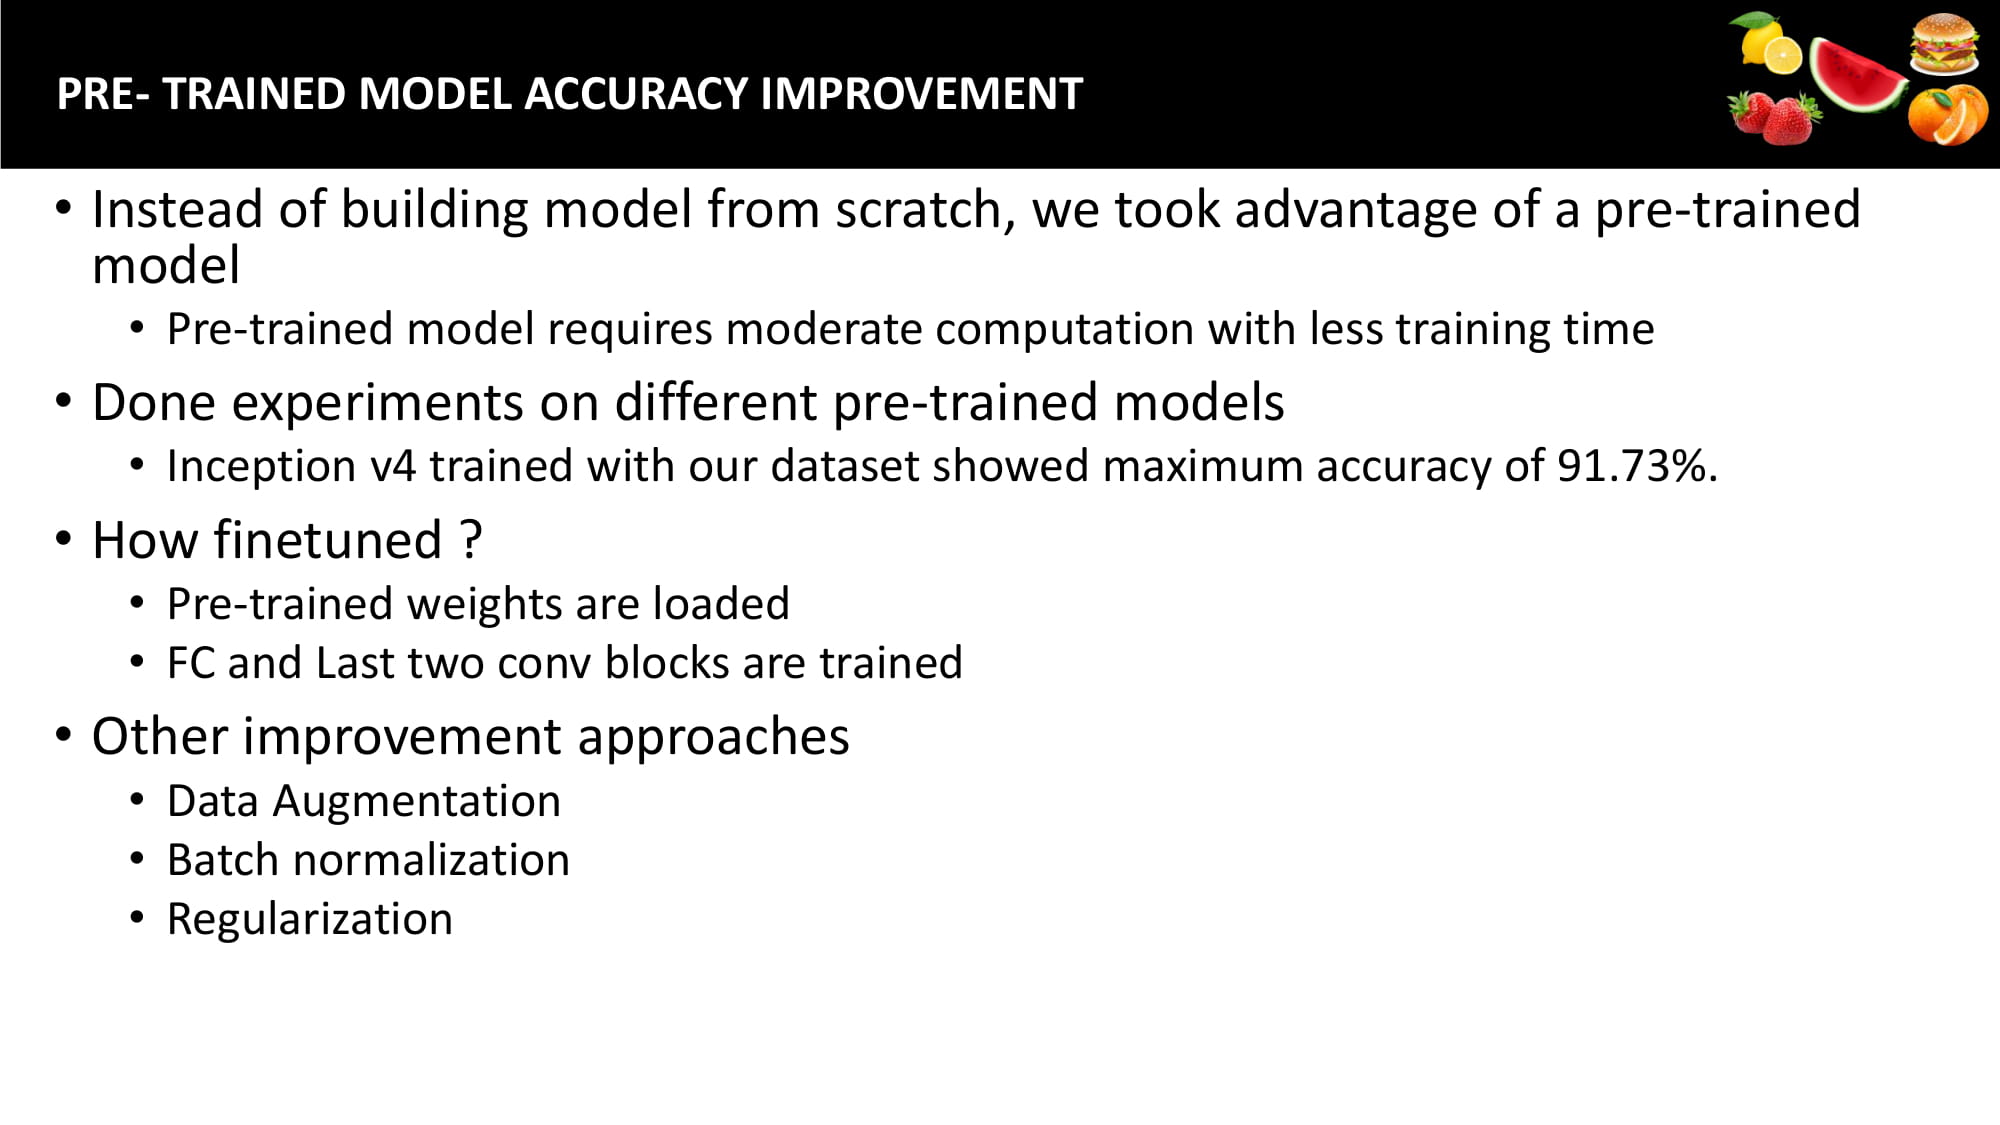 PRE- TRAINED MODEL ACCURACY IMPROVEMENT
• Instead of building model from scratch, we took advantage of a pre-trained
model
• Pre-trained model requires moderate computation with less training time
• Done experiments on different pre-trained models
• Inception v4 trained with our dataset showed maximum accuracy of 91.73%.
• How finetuned ?
• Pre-trained weights are loaded
• FC and Last two conv blocks are trained
• Other improvement approaches
• Data Augmentation
• Batch normalization
• Regularization